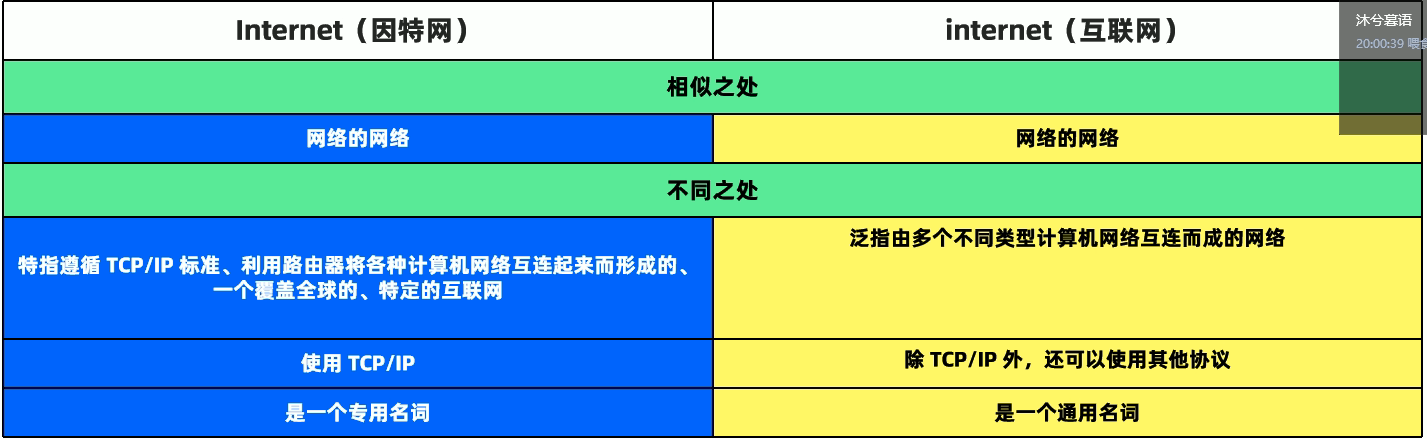 Internet（因特网）
internet（互联网）
沐兮暮语
20:00:39
相似之处
网络的网络
网络的网络
不同之处
特指遵循 TCP/IP 标准、利用路由器将各种计算机网络互连起来而形成的、
一个覆盖全球的、特定的互联网
泛指由多个不同类型计算机网络互连而成的网络
使用 TCP/IP
除 TCP/IP 外，还可以使用其他协议
是一个专用名词
是一个通用名词